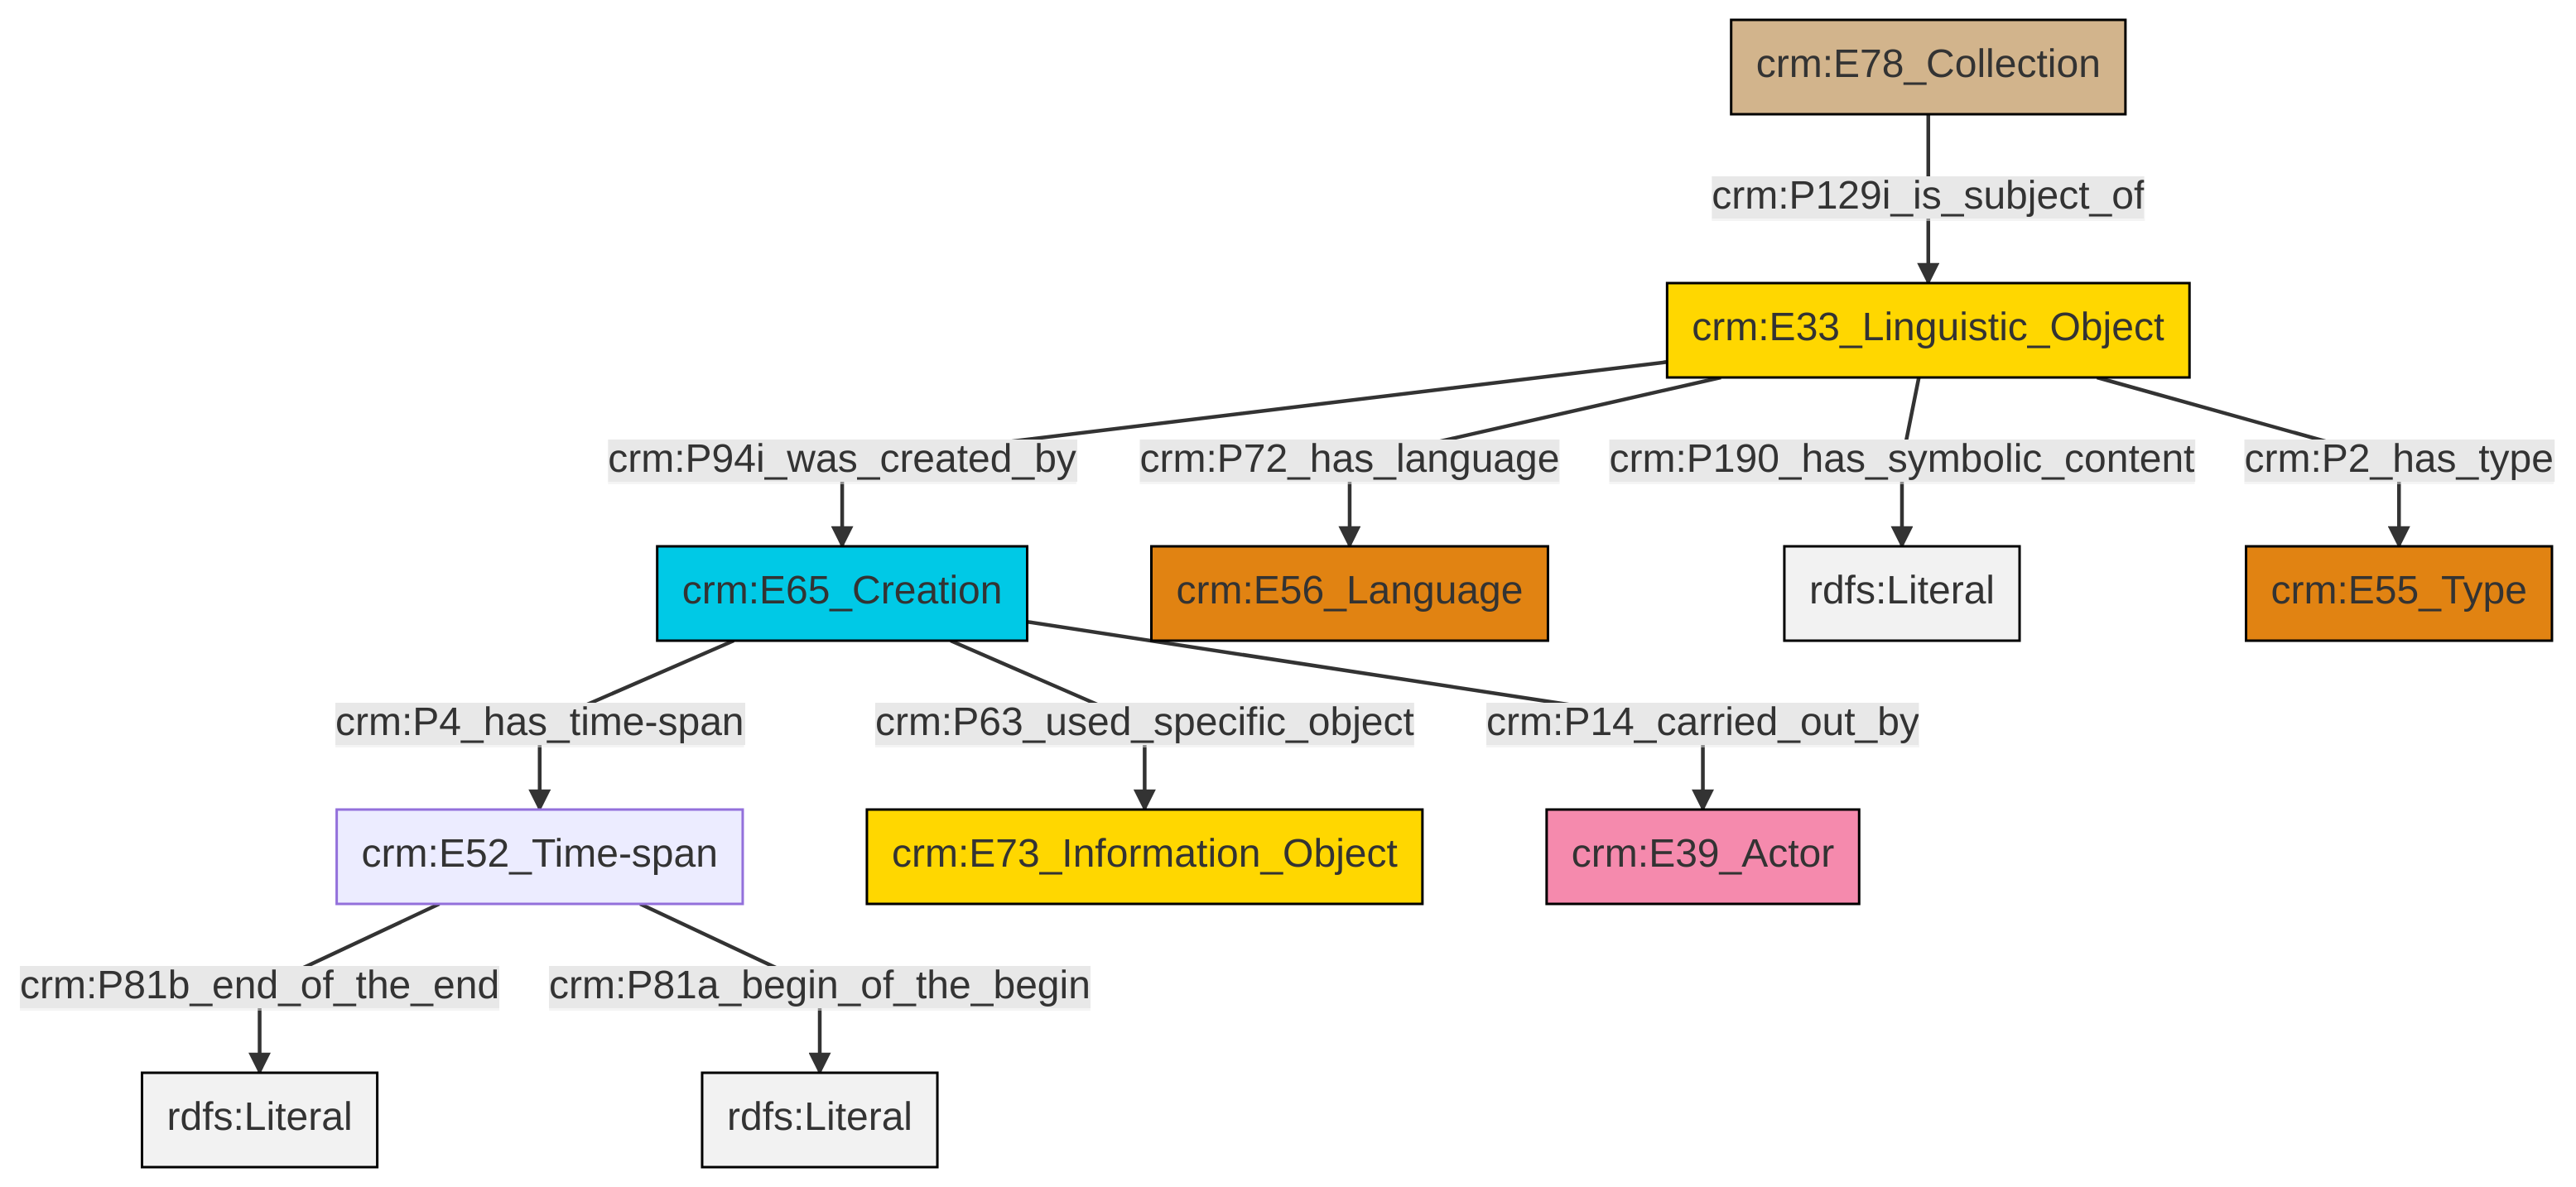 crm:E78_Collection
crm:P129i_is_subject_of
crm:E33_Linguistic_Object
crm:P94i_was_created_by
crm:P72_has_language
crm:P190_has_symbolic_content
crm:P2_has_type
crm:E65_Creation
crm:E56_Language
rdfs:Literal
crm:E55_Type
crm:P4_has_time-span
crm:P63_used_specific_object
crm:P14_carried_out_by
crm:E52_Time-span
crm:E73_Information_Object
crm:E39_Actor
crm:P81b_end_of_the_end
crm:P81a_begin_of_the_begin
rdfs:Literal
rdfs:Literal